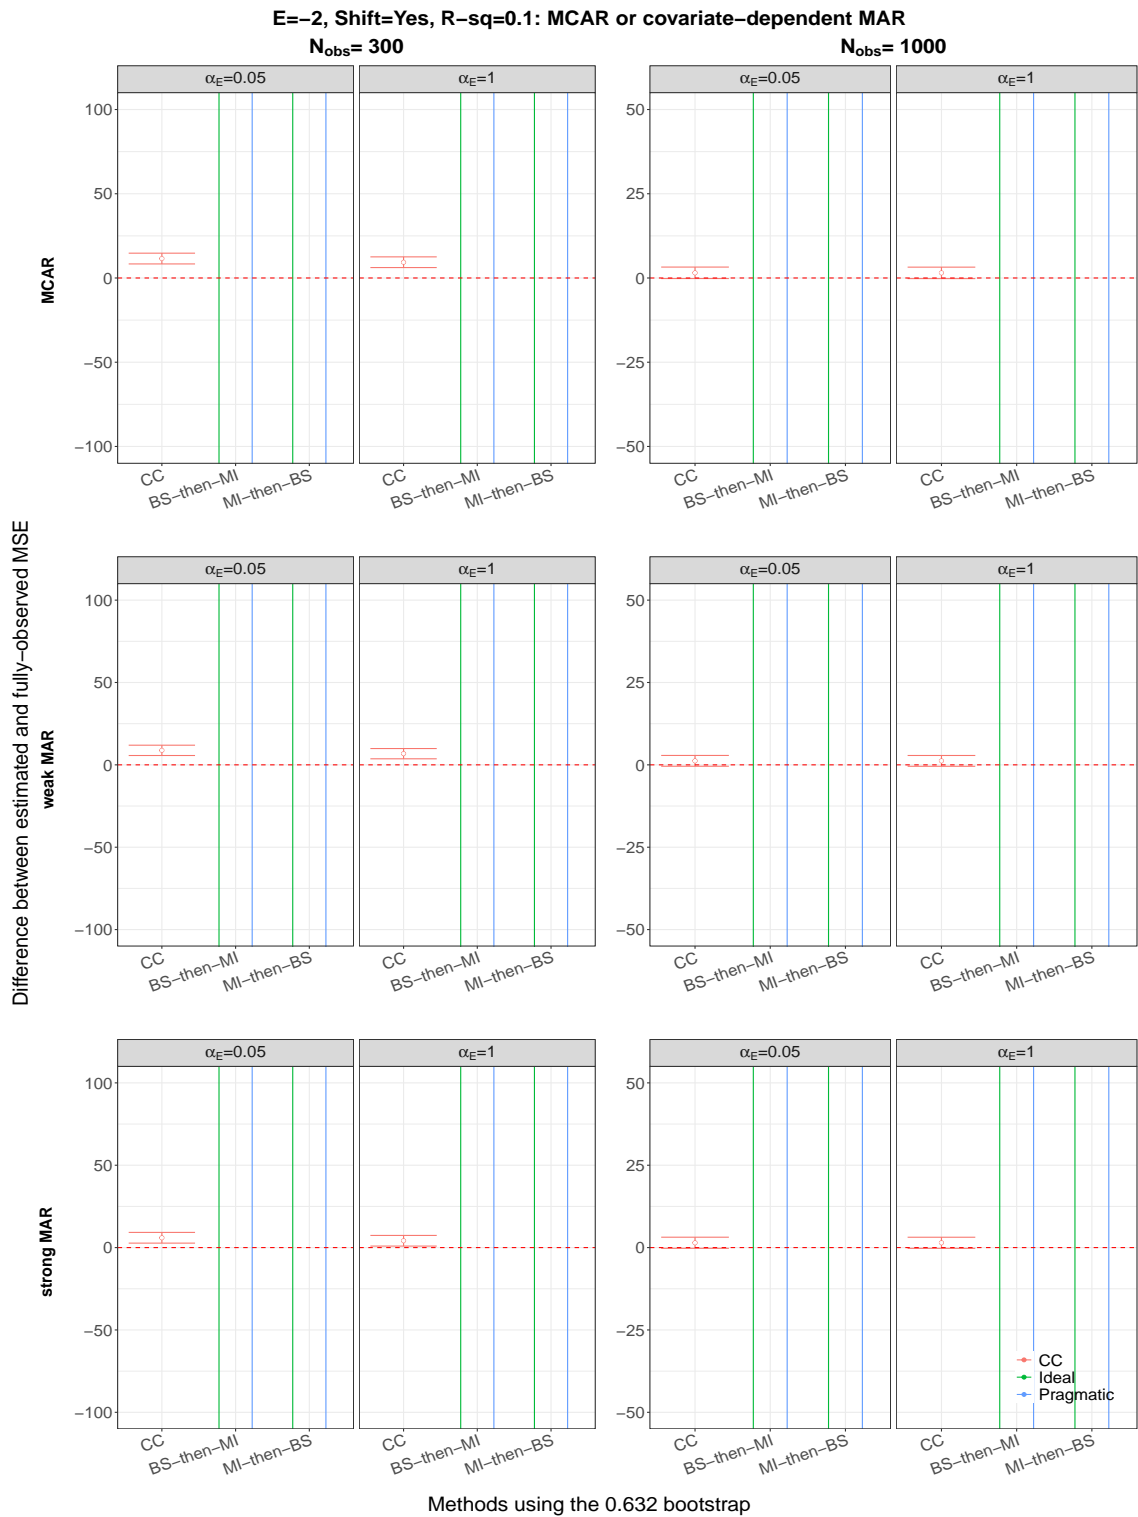 E=−2, Shift=Yes, R−sq=0.1: MCAR or covariate−dependent MAR
Nobs= 300 Nobs= 1000
αE=0.05 αE=1 αE=0.05 αE=1
100 50
50 25
0 0
−50 −25
−100 −50
MCAR
CC BS−then−MI MI−then−BS CC BS−then−MI MI−then−BS CC BS−then−MI MI−then−BS CC BS−then−MI MI−then−BS
Difference between estimated and fully−observed MSE
αE=0.05 αE=1 αE=0.05 αE=1
100 50
50 25
0 0
−50 −25
−100 −50
weak MAR
CC BS−then−MI MI−then−BS CC BS−then−MI MI−then−BS CC BS−then−MI MI−then−BS CC BS−then−MI MI−then−BS
αE=0.05 αE=1 αE=0.05 αE=1
100 50
50 25
0 0
−50 −25
−100 −50
strong MAR
CC
Ideal
Pragmatic
CC BS−then−MI MI−then−BS CC BS−then−MI MI−then−BS CC BS−then−MI MI−then−BS CC BS−then−MI MI−then−BS
Methods using the 0.632 bootstrap